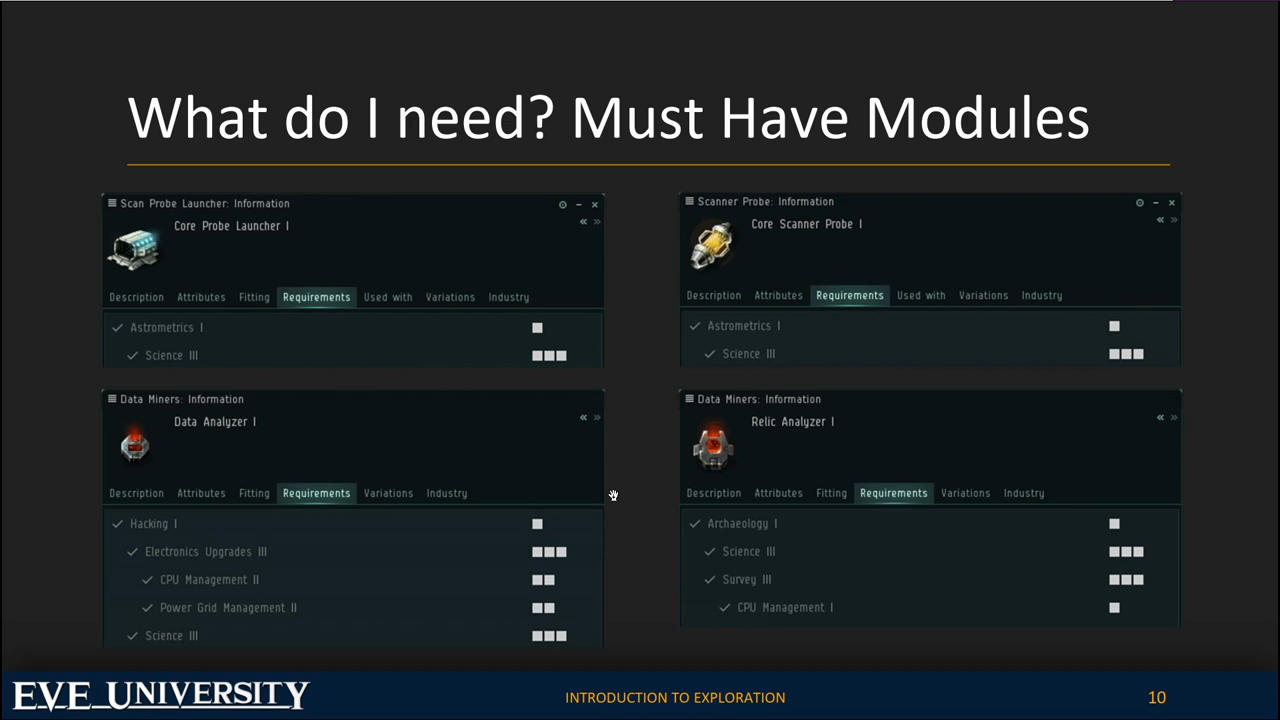 What do I need? Must Have Modules
Scan Probe Launcher: Information
Core Probe Launcher I
Description Attributes Fitting Requirements Used with Variations Industry
Astrometrics I
Science III
Scanner Probe: Information
Core Scanner Probe I
Description Attributes Requirements Used with Variations Industry
Astrometrics I
Science III
Data Miners: Information
Data Analyzer I
Description Attributes Fitting Requirements Variations Industry
Hacking I
Electronics Upgrades III
CPU Management II
Power Grid Management II
Science III
Data Miners: Information
Relic Analyzer I
Description Attributes Fitting Requirements Variations Industry
Archaeology I
Science III
Survey III
CPU Management I
EVE UNIVERSITY
INTRODUCTION TO EXPLORATION
10